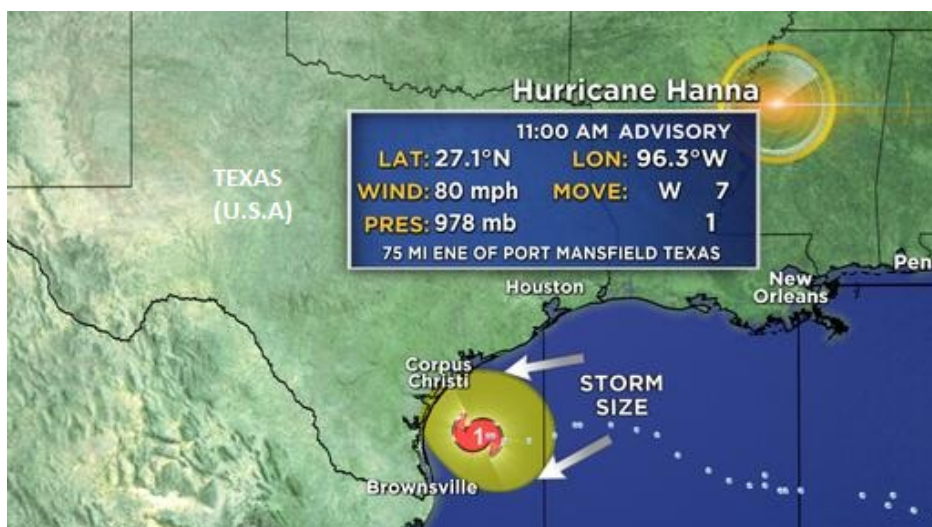 Hurricane Hanna
11:00 AM ADVISORY
LAT: 27.1°N LON: 96.3°W
WIND: 80 mph MOVE: W 7
PRES: 978 mb 1
75 MI ENE OF PORT MANSFIELD TEXAS
TEXAS
(U.S.A)
Houston
New
Orleans
Pen
Corpus
Christi
STORM
SIZE
1
Brownsville